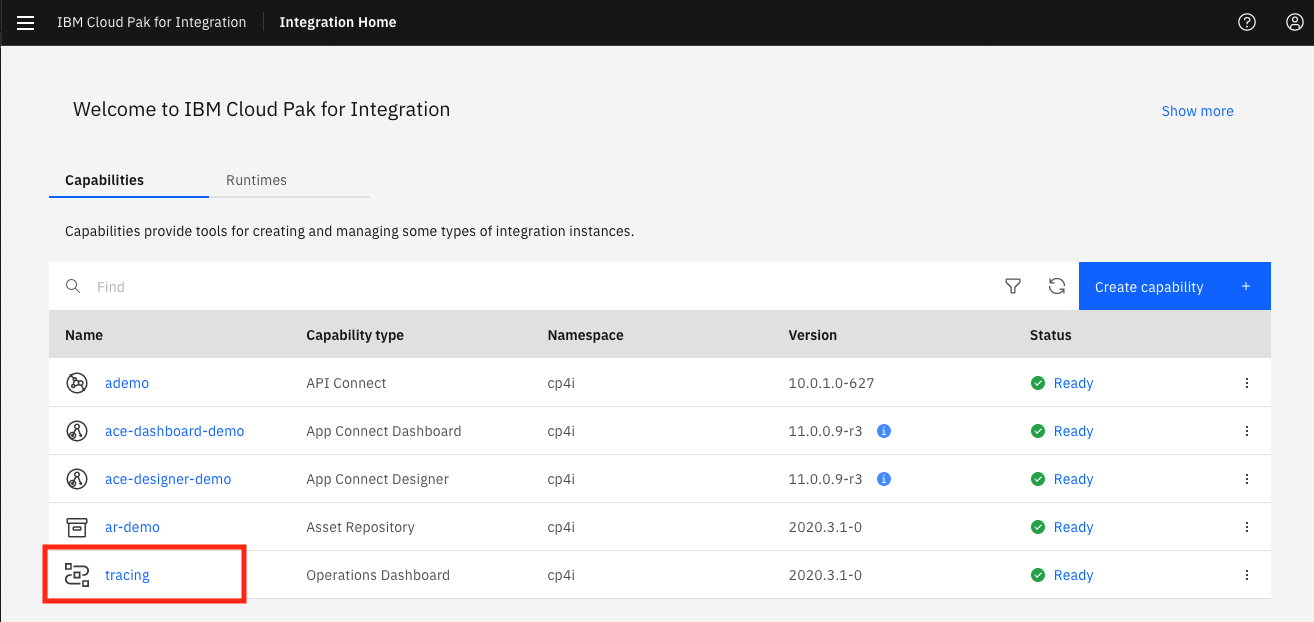 IBM Cloud Pak for Integration Integration Home
Welcome to IBM Cloud Pak for Integration
Show more
Capabilities Runtimes
Capabilities provide tools for creating and managing some types of integration instances.
Find Create capability +
Name Capability type Namespace Version Status
ademo API Connect cp4i 10.0.1.0-627 Ready
ace-dashboard-demo App Connect Dashboard cp4i 11.0.0.9-r3 Ready
ace-designer-demo App Connect Designer cp4i 11.0.0.9-r3 Ready
ar-demo Asset Repository cp4i 2020.3.1-0 Ready
tracing Operations Dashboard cp4i 2020.3.1-0 Ready